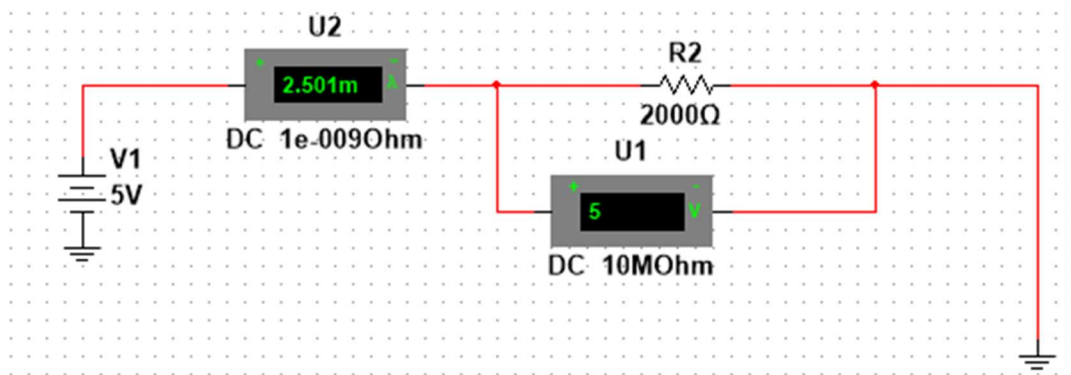 U2
+ -
2.501m A
DC 1e-009Ohm
R2
2000Ω
V1
5V
U1
+ -
5 V
DC 10MOhm